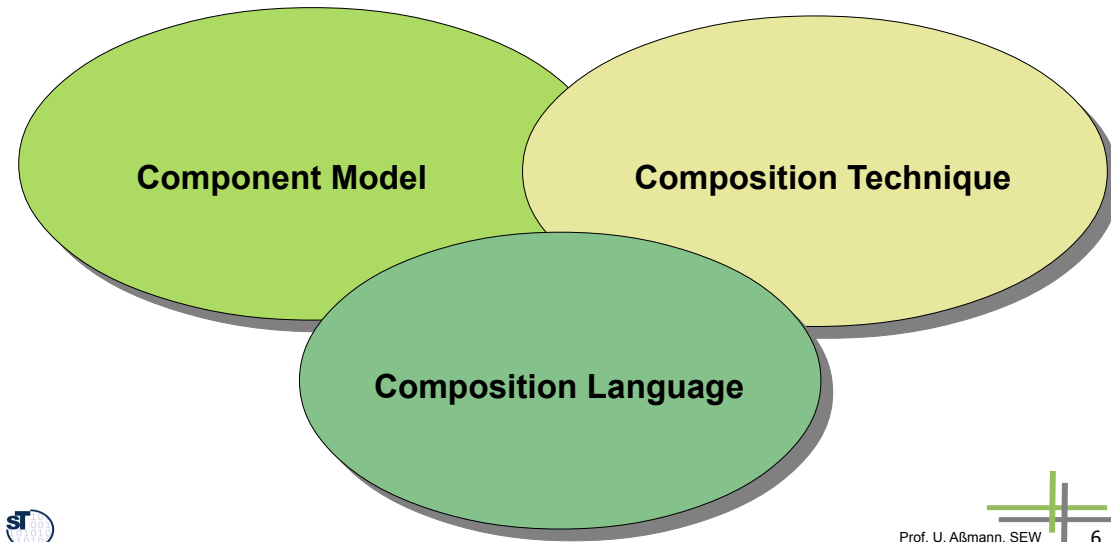 Component Model
Composition Technique
Composition Language
ST
Prof. U. Aßmann, SEW
6